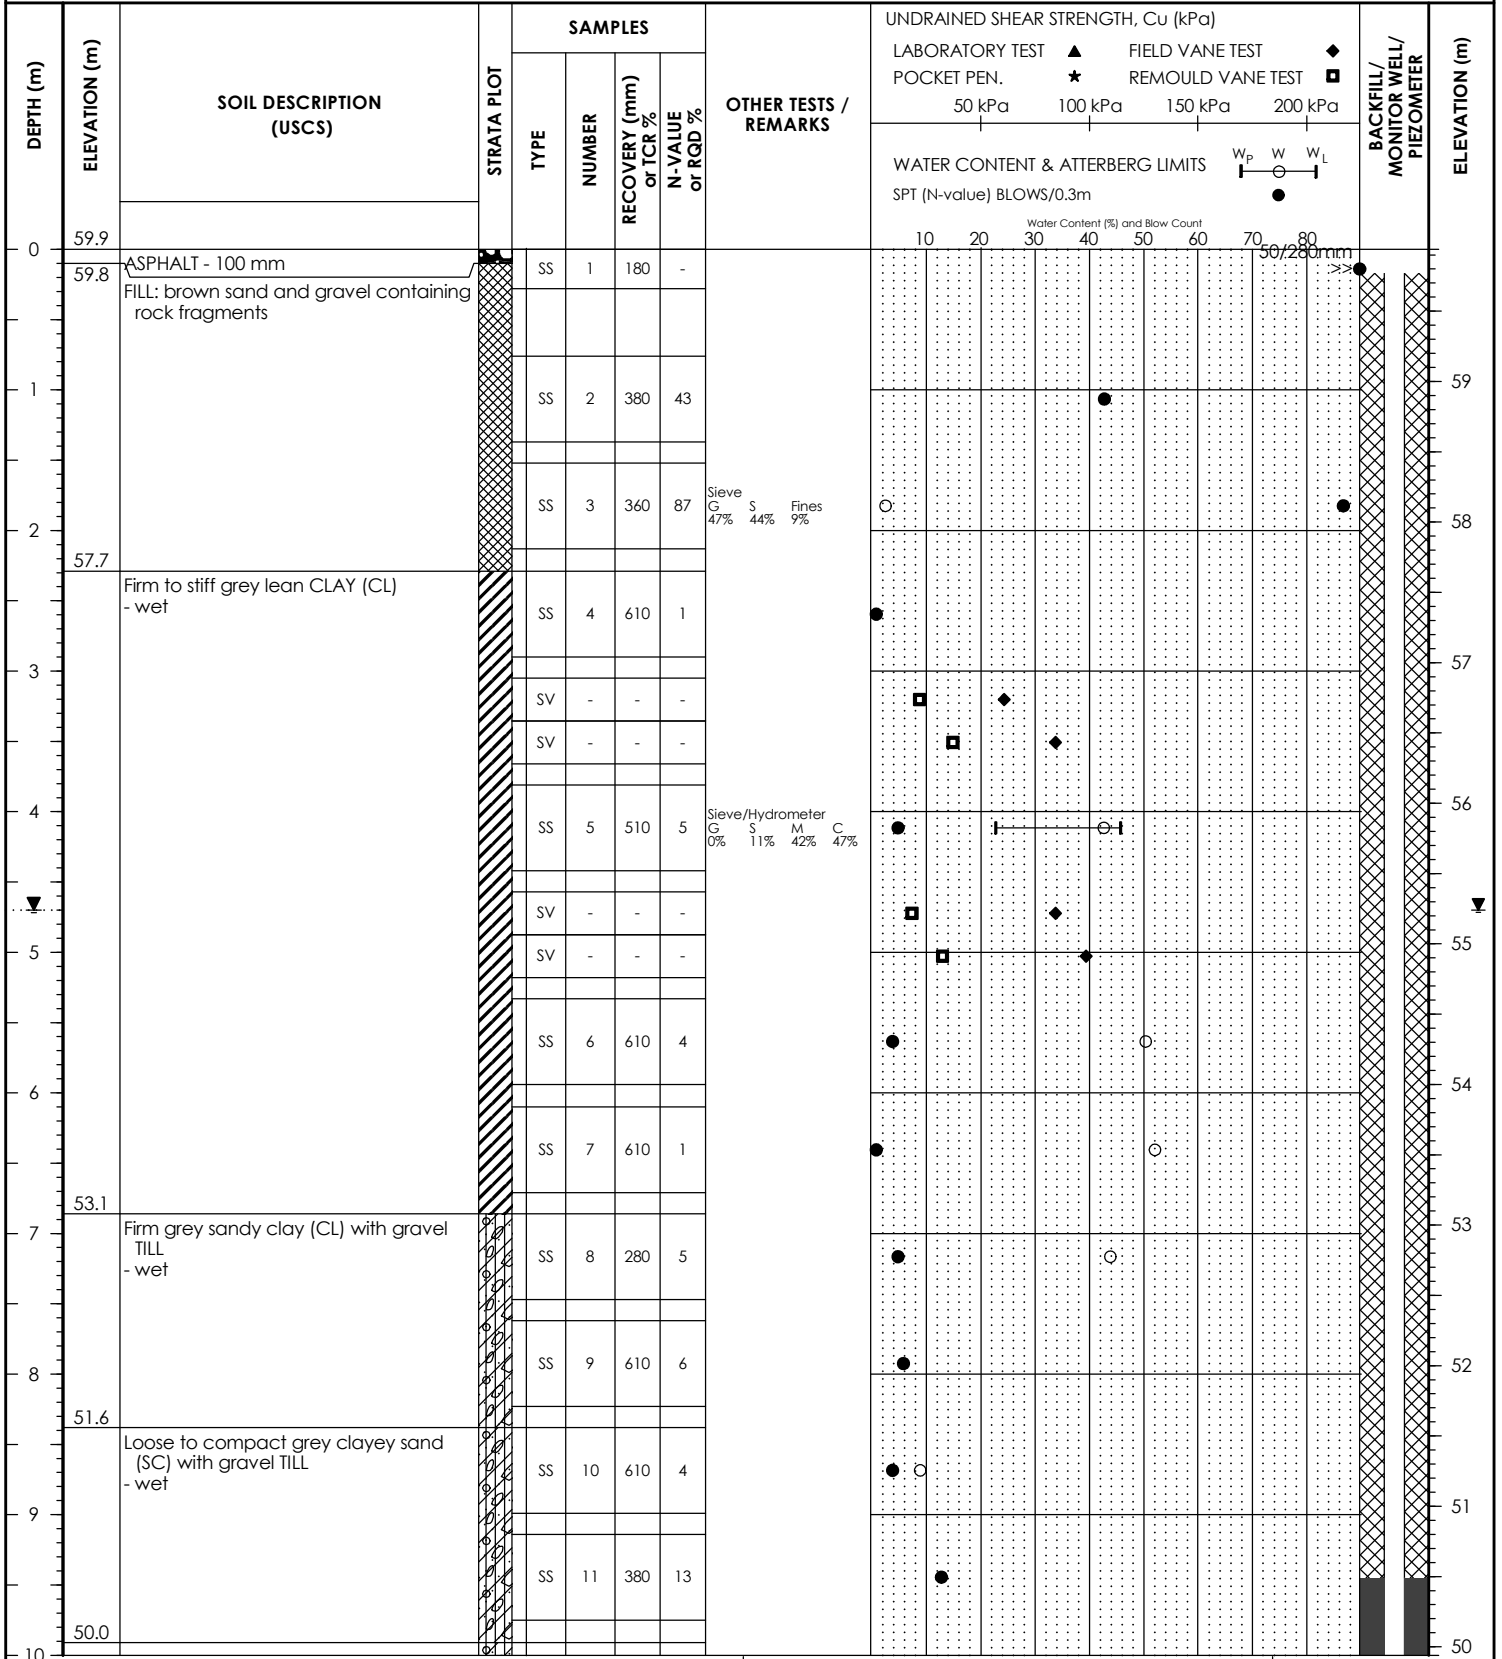 DEPTH (m)
ELEVATION (m)
SOIL DESCRIPTION
(USCS)
STRATA PLOT
SAMPLES
TYPE
NUMBER
RECOVERY (mm)
or TCR %
N-VALUE
or RQD %
OTHER TESTS /
REMARKS
UNDRAINED SHEAR STRENGTH, Cu (kPa)
LABORATORY TEST ▲ FIELD VANE TEST ◆
POCKET PEN. ★ REMOULD VANE TEST
50 kPa 100 kPa 150 kPa 200 kPa
WATER CONTENT & ATTERBERG LIMITS WP W WL
SPT (N-value) BLOWS/0.3m ●
Water Content (%) and Blow Count
10 20 30 40 50 60 70 80
BACKFILL/
MONITOR WELL/
PIEZOMETER
ELEVATION (m)
0 59.9
50/280mm
>>
59.8 ASPHALT - 100 mm
SS 1 180 -
FILL: brown sand and gravel containing
rock fragments
1 SS 2 380 43 59
SS 3 360 87
Sieve
G S Fines
47% 44% 9%
2 58
57.7
Firm to stiff grey lean CLAY (CL)
- wet
SS 4 610 1
3 57
SV - - -
SV - - -
4 56
SS 5 510 5
Sieve/Hydrometer
G S M C
0% 11% 42% 47%
SV - - -
5 55
SV - - -
SS 6 610 4
6 54
SS 7 610 1
53.1
7 53
Firm grey sandy clay (CL) with gravel
TILL
- wet
SS 8 280 5
SS 9 610 6
8 52
51.6
Loose to compact grey clayey sand
(SC) with gravel TILL
- wet
SS 10 610 4
9 51
SS 11 380 13
50.0
10 50